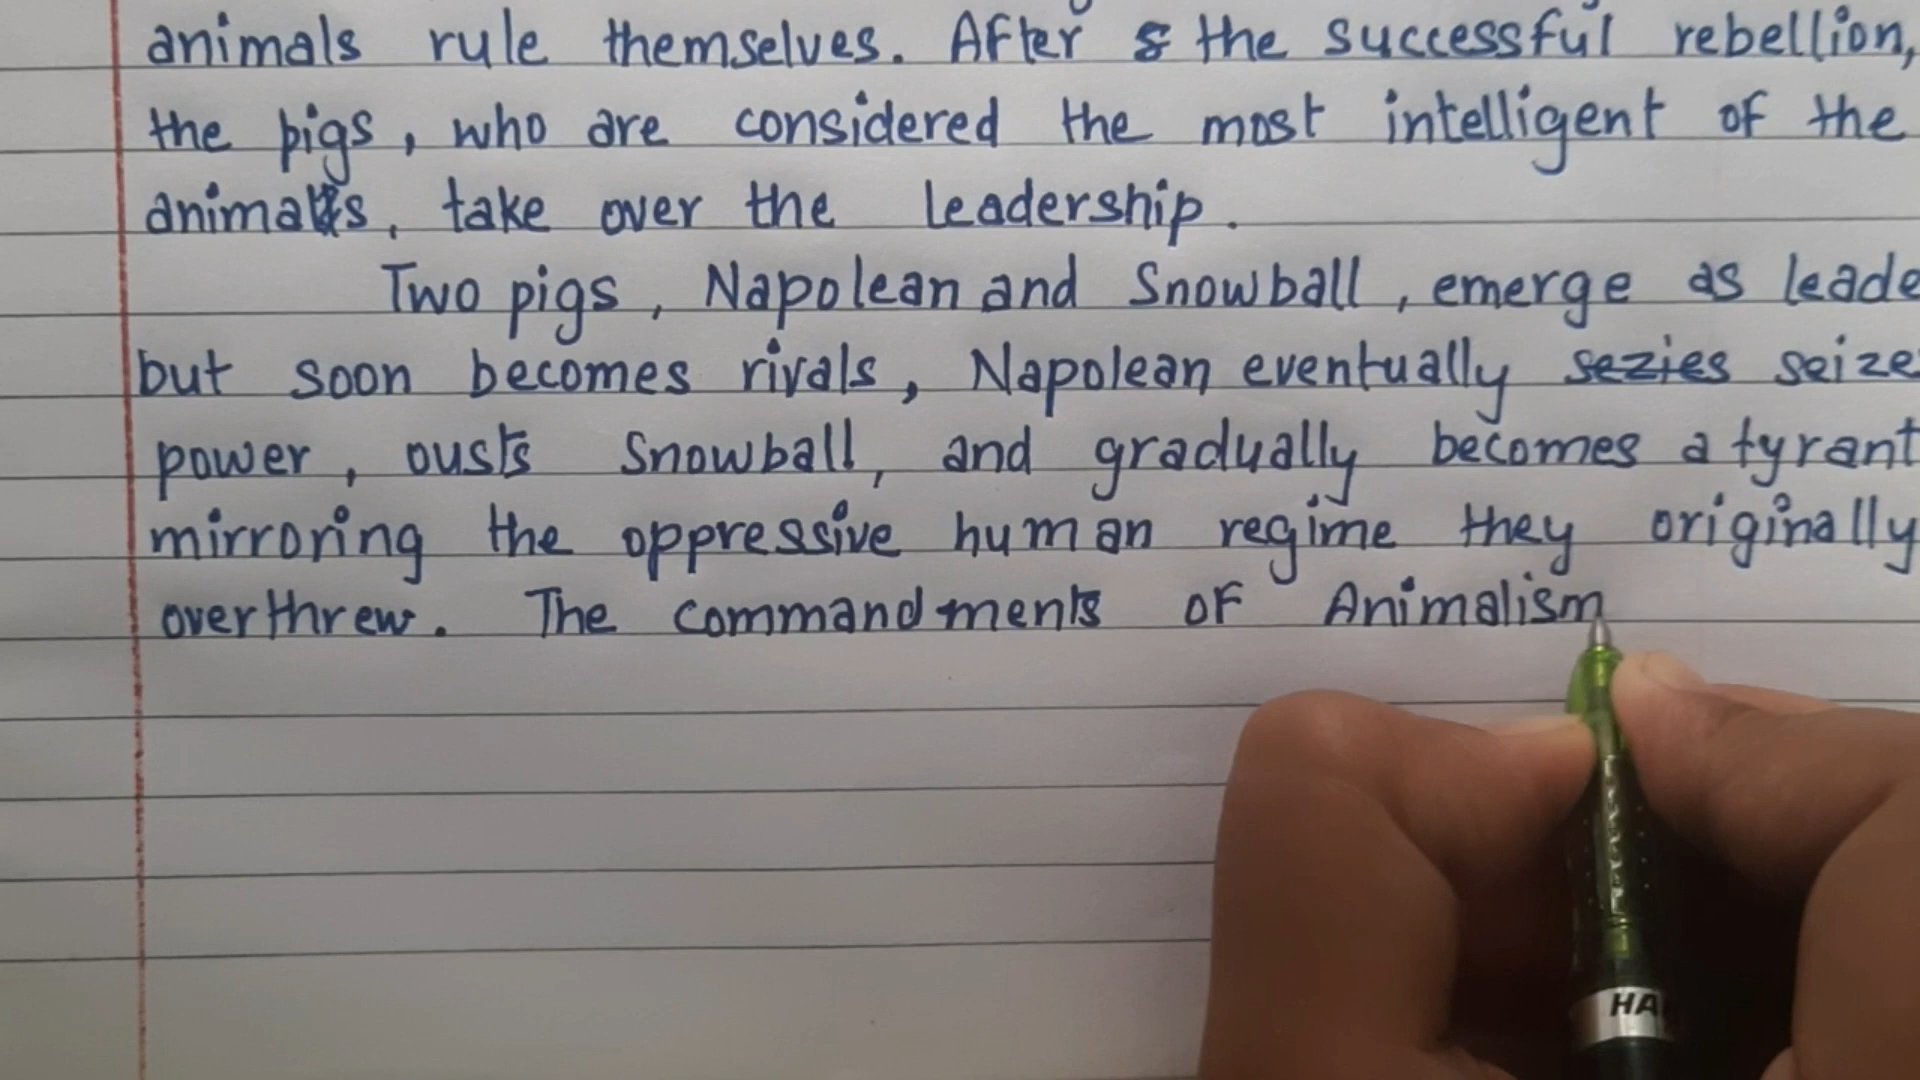 animals rule themselves. After s the successful rebellion,
the pigs, who are considered the most intelligent of the
animals, take over the leadership.
Two pigs, Napolean and Snowball, emerge as leade
but soon becomes rivals, Napolean eventually sezies seize
power, ousts Snowball, and gradually becomes a tyrant
mirroring the oppressive human regime they originally
overthrew. The commandments of Animalism
HA